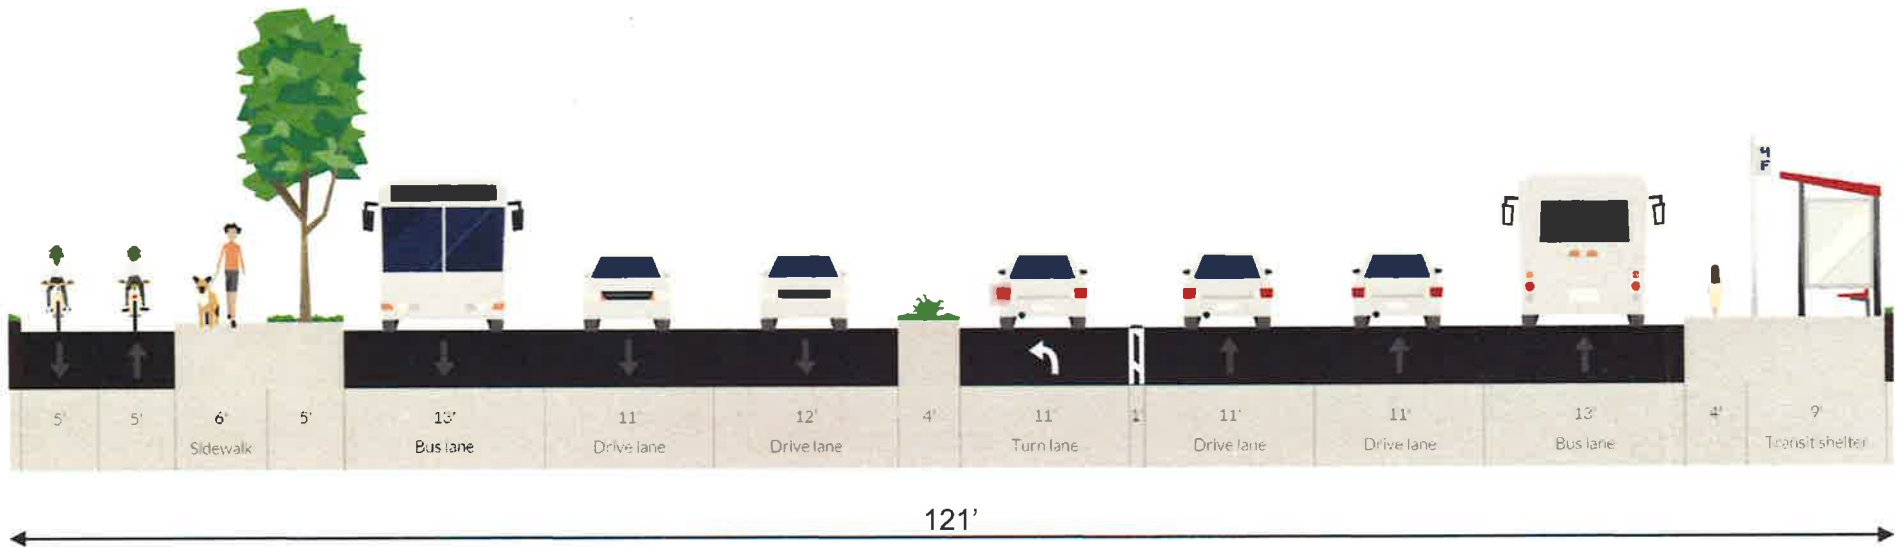 4
F
5' 5' 6' 5' 13' 11' 12' 4' 11' 1' 11' 11' 13' 4' 9'
Sidewalk Bus lane Drive lane Drive lane Turn lane Drive lane Drive lane Bus lane Transit shelter
121'